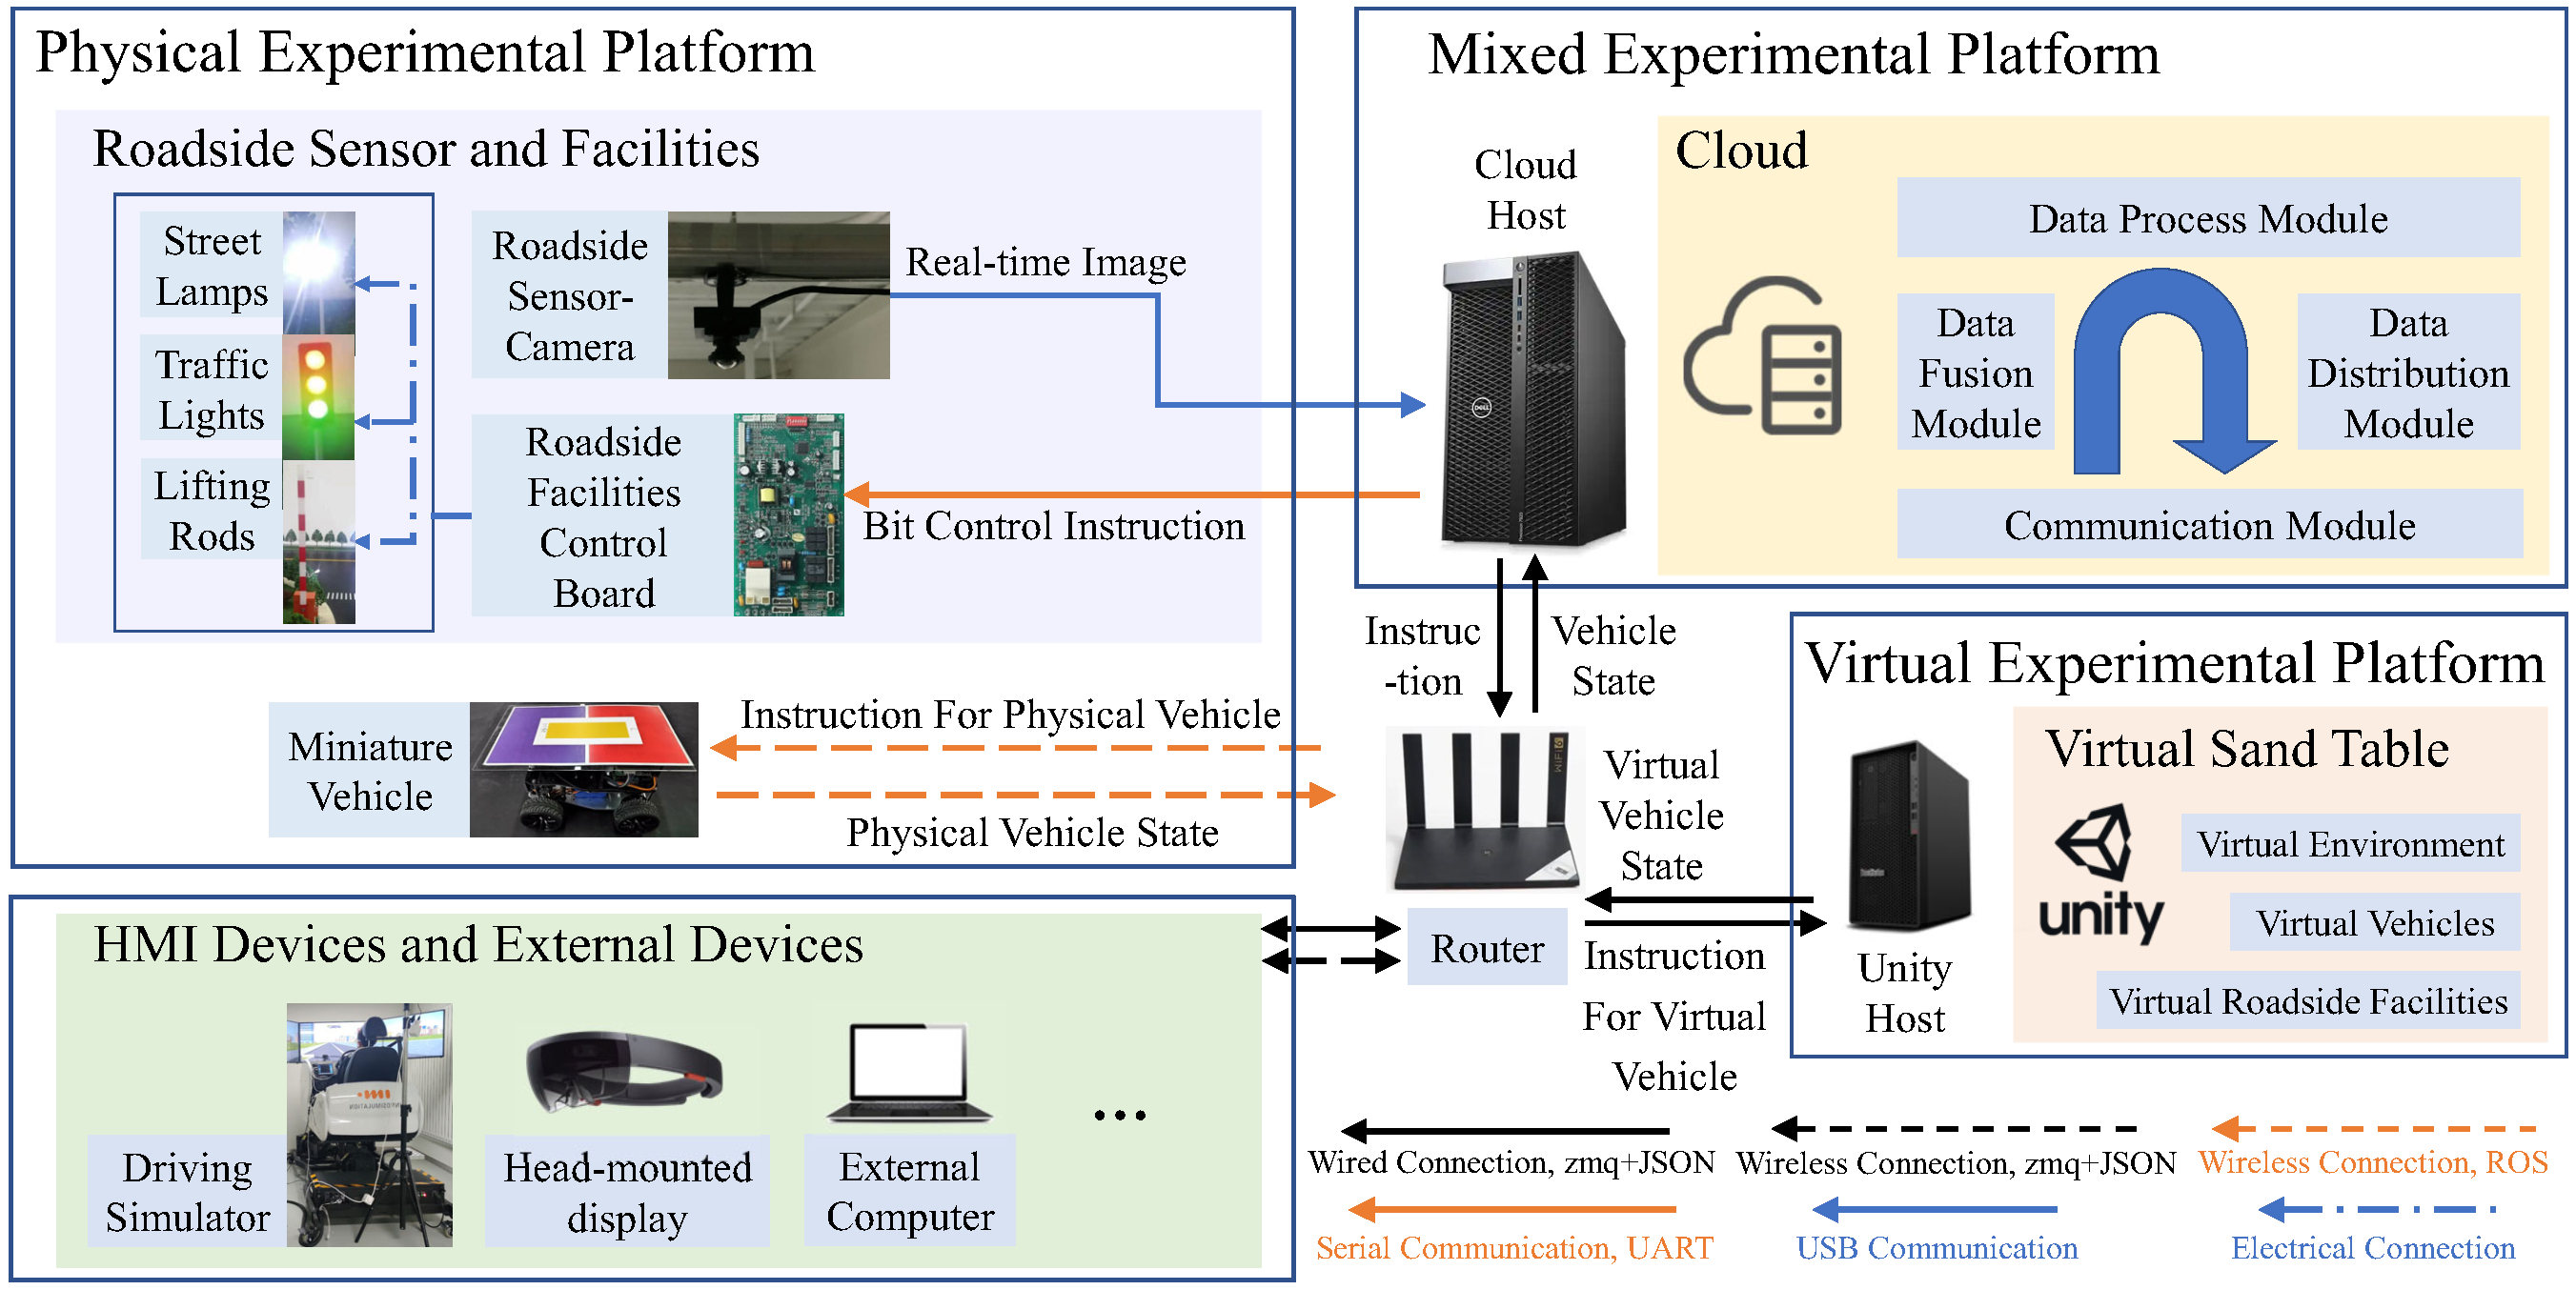 Physical Experimental Platform
Roadside Sensor and Facilities
Street
Lamps
Traffic
Lights
Lifting
Rods
Roadside
Sensor-
Camera
Real-time Image
Roadside
Facilities
Control
Board
Bit Control Instruction
Miniature
Vehicle
Instruction For Physical Vehicle
Physical Vehicle State
Mixed Experimental Platform
Cloud
Host
DELL
Cloud
Data Process Module
Data
Fusion
Module
Data
Distribution
Module
Communication Module
Instruc
-tion
Vehicle
State
Virtual Experimental Platform
Virtual Sand Table
unity
Virtual Environment
Virtual Vehicles
Virtual Roadside Facilities
Unity
Host
Virtual
Vehicle
State
Router
Instruction
For Virtual
Vehicle
HMI Devices and External Devices
Driving
Simulator
Head-mounted
display
External
Computer
...
Wired Connection, zmq+JSON
Wireless Connection, zmq+JSON
Wireless Connection, ROS
Serial Communication, UART
USB Communication
Electrical Connection